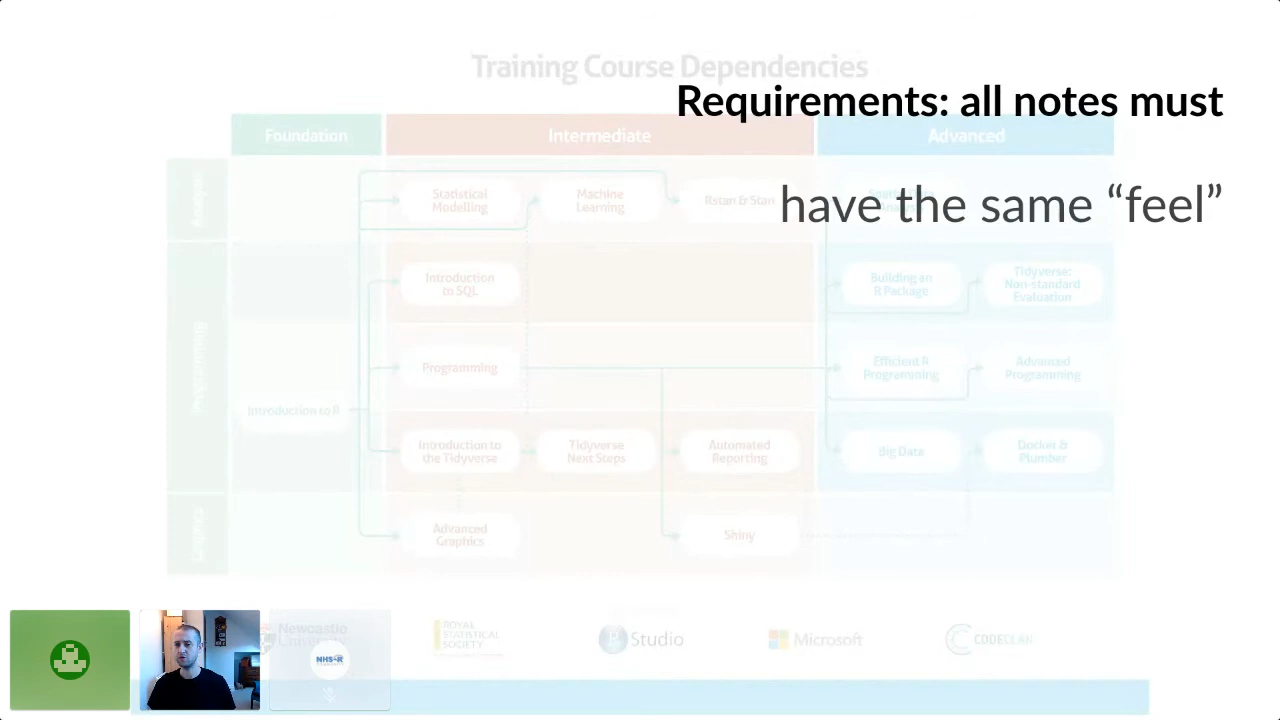 Training Course Dependencies
Requirements: all notes must
Foundation
Intermediate
Advanced
have the same “feel”
Statistical
Modelling
Machine
Learning
Rstan & Stan
Introduction
to SQL
Building an
R Package
Tidyverse:
Non-standard
Evaluation
Programming
Programming
Efficient R
Programming
Advanced
Programming
Introduction to R
Introduction to
the Tidyverse
Tidyverse
Next Steps
Automated
Reporting
Big Data
Docker &
Plumber
Graphics
Advanced
Graphics
Shiny
Newcastle
University
ROYAL
STATISTICAL
SOCIETY
R Studio
Microsoft
NHS-R